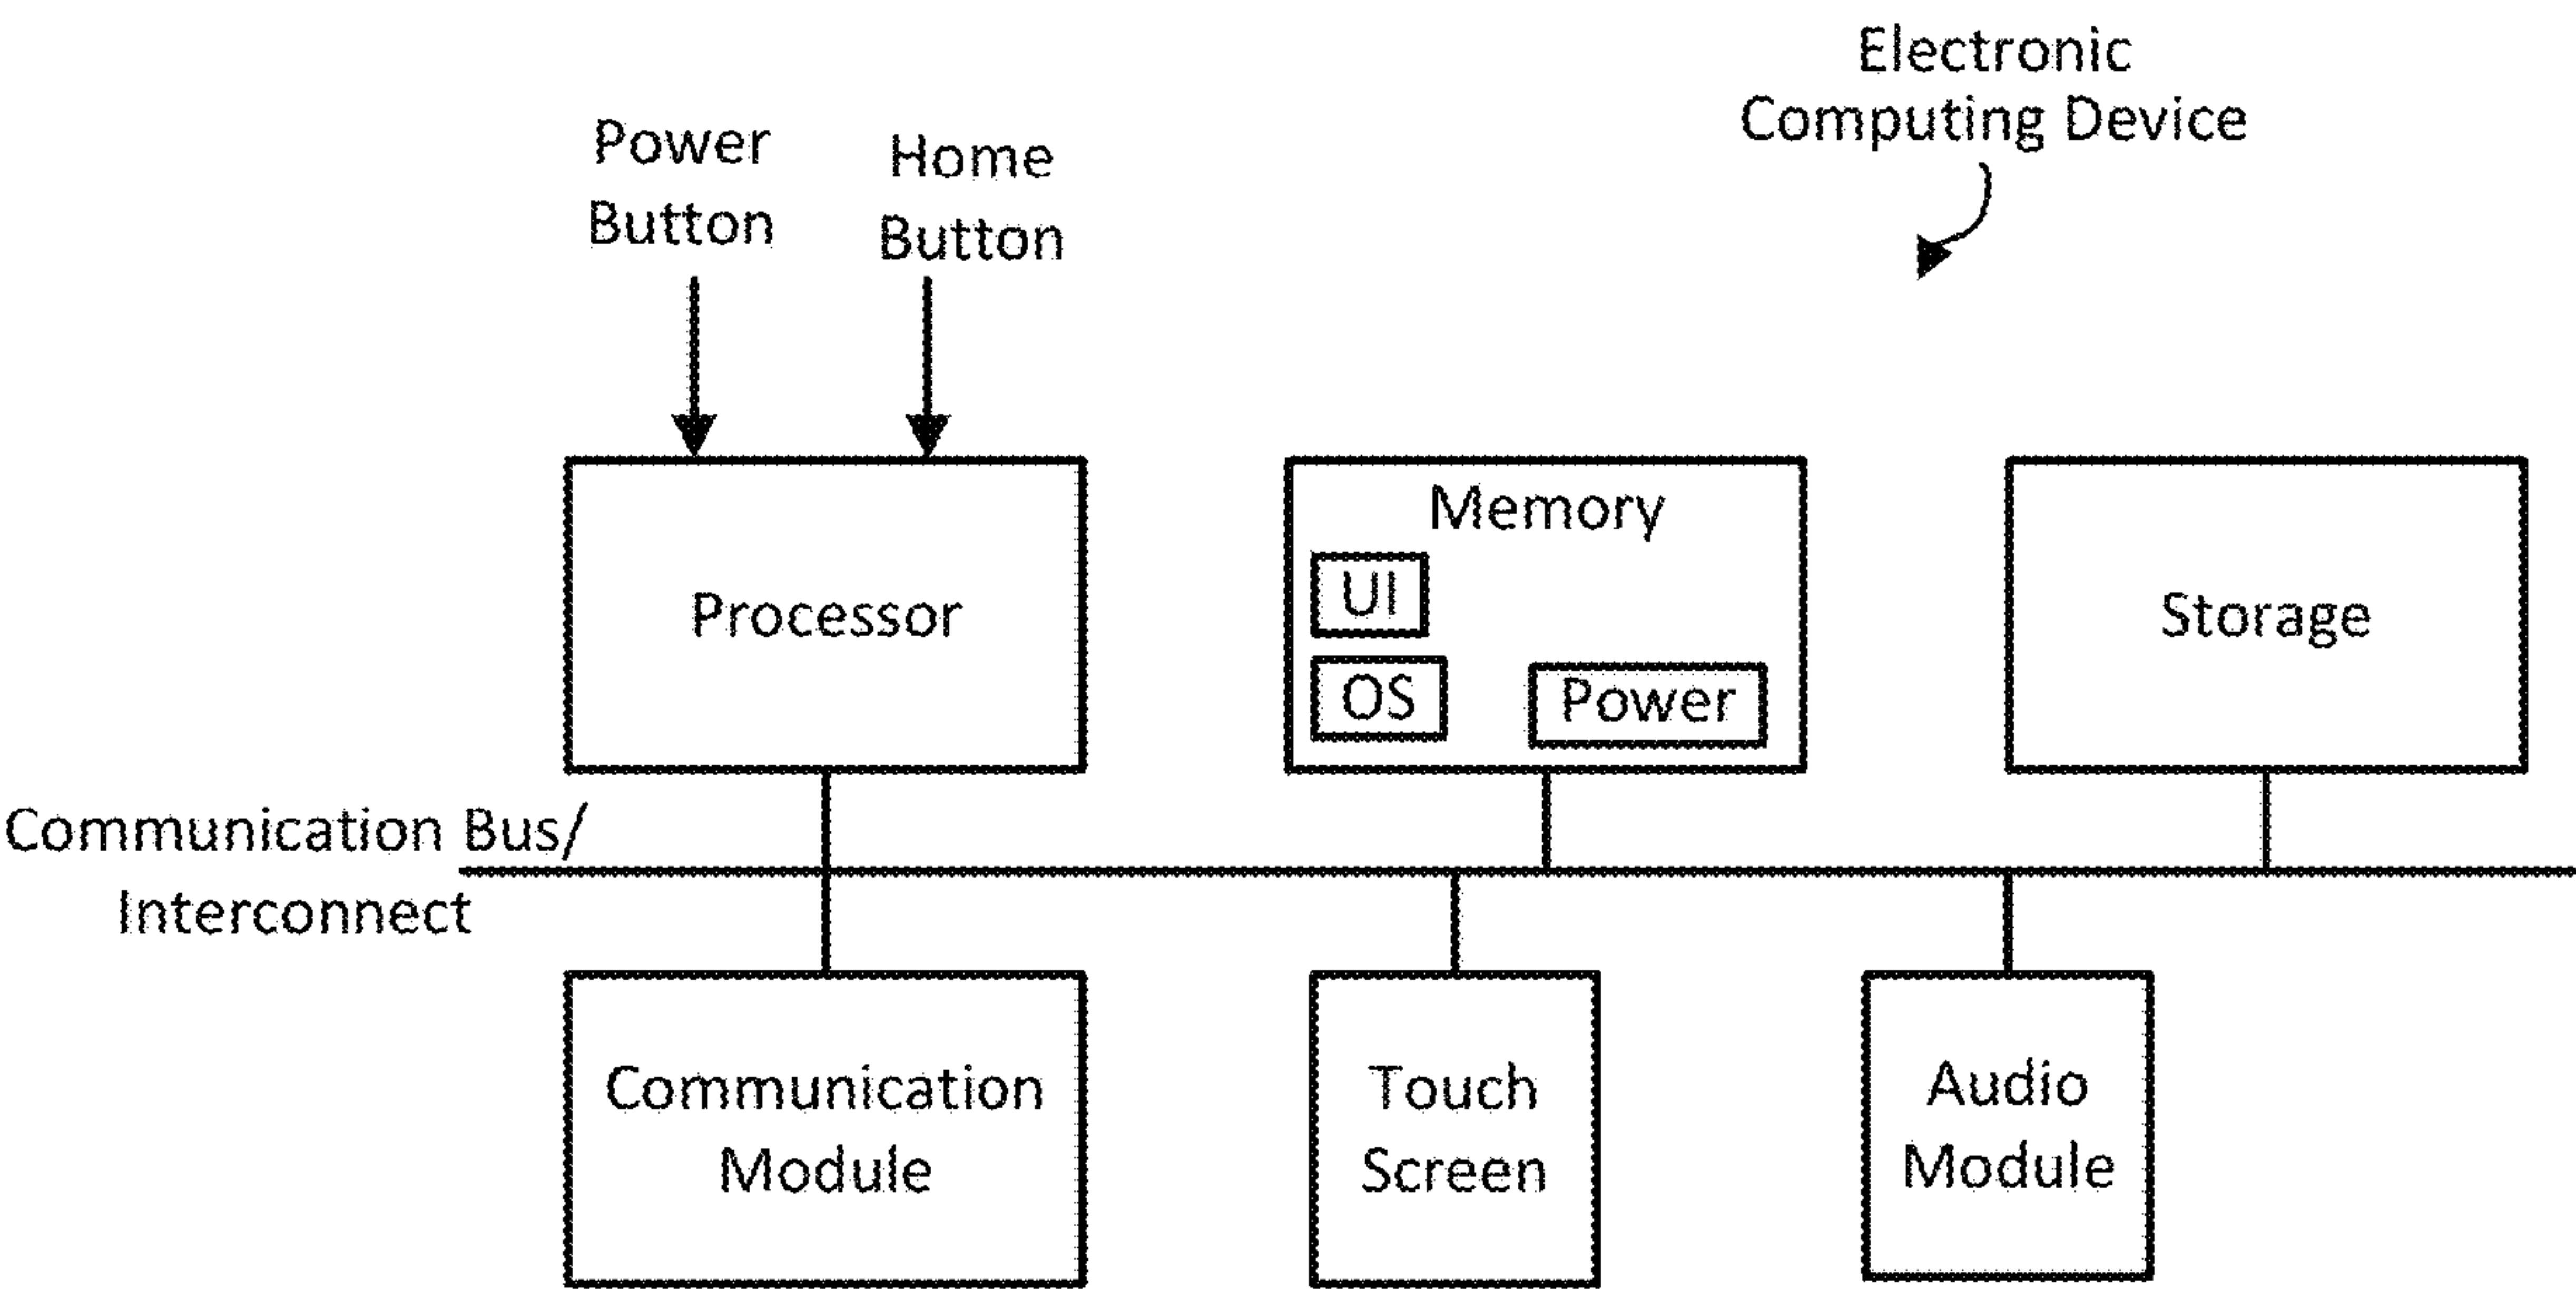 Electronic
Computing Device
Power
Button
Home
Button
Processor
Memory
UI
OS
Power
Storage
Communication Bus/
Interconnect
Communication
Module
Touch
Screen
Audio
Module